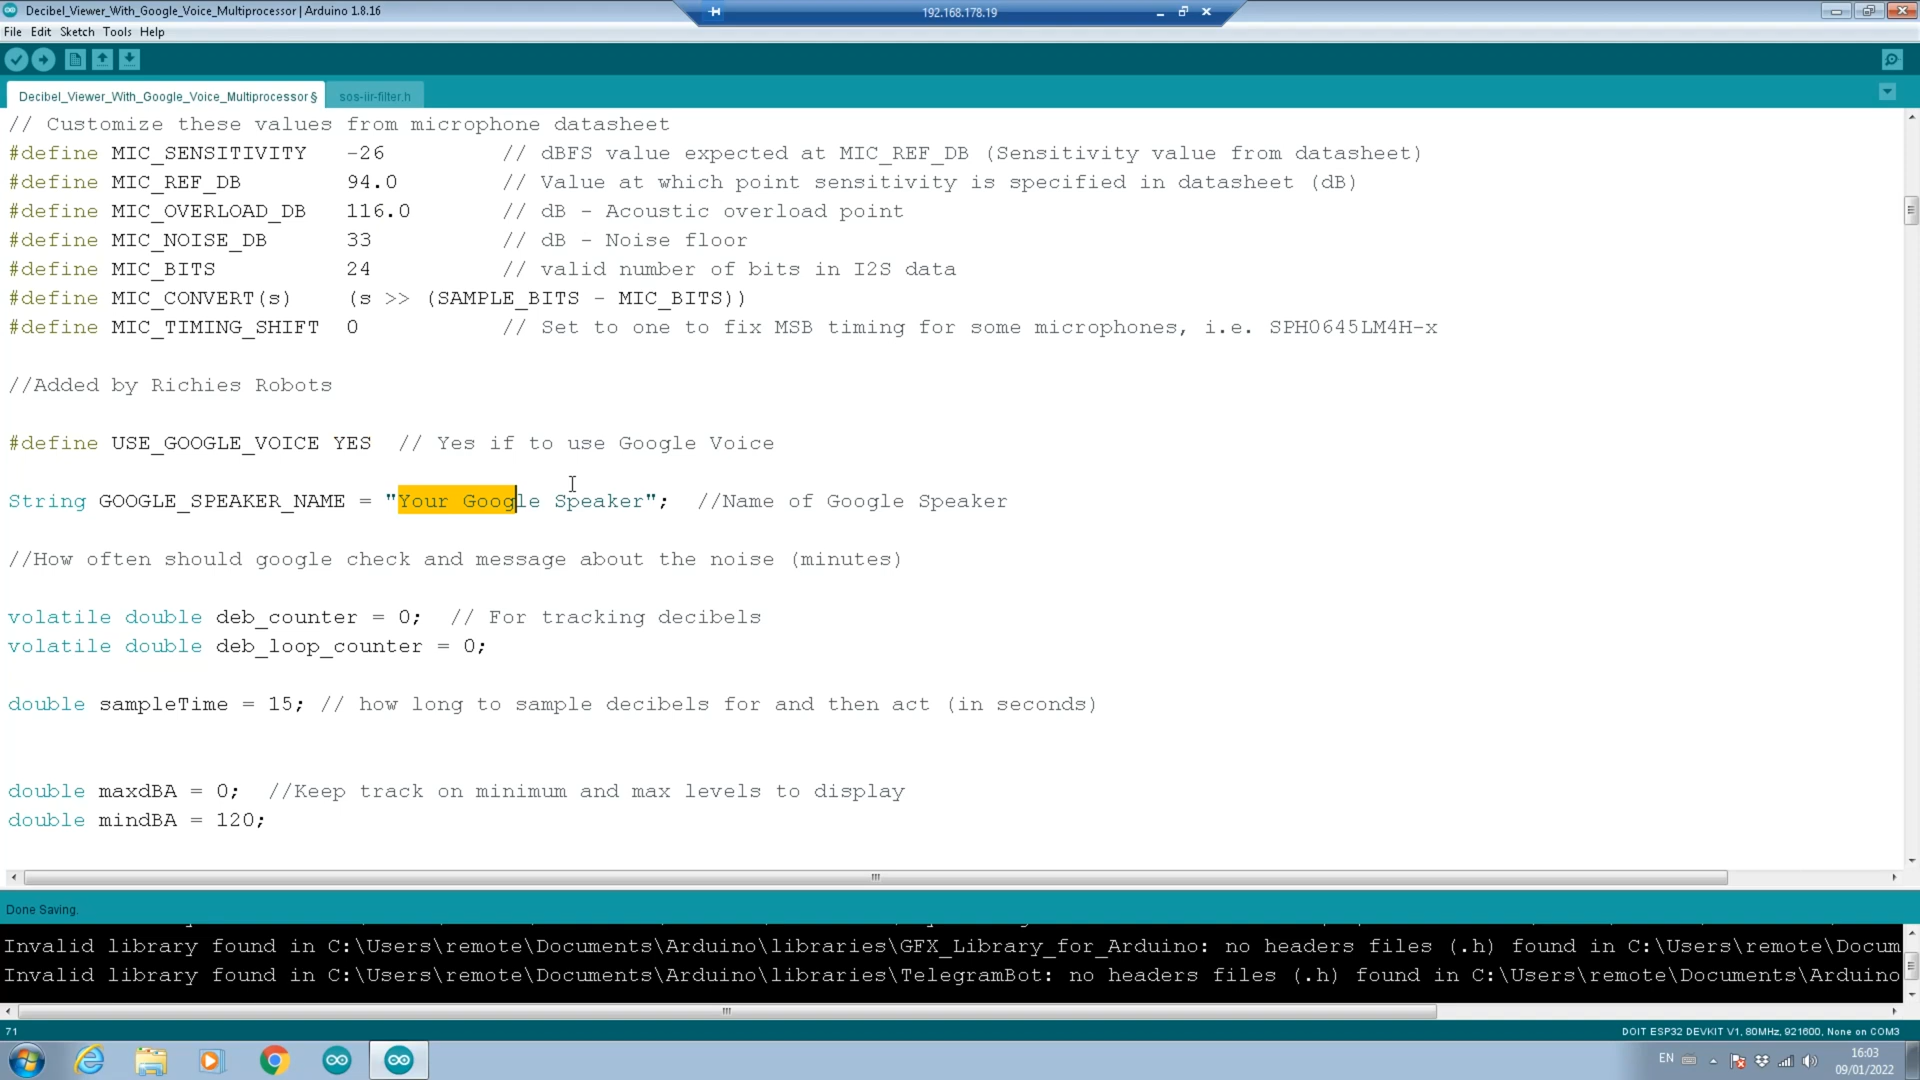 Decibel_Viewer_With_Google_Voice_Multiprocessor | Arduino 1.8.16
192.168.178.19
File Edit Sketch Tools Help
Decibel_Viewer_With_Google_Voice_Multiprocessor § sos-iir-filter.h
// Customize these values from microphone datasheet
#define MIC_SENSITIVITY -26 // dBFS value expected at MIC_REF_DB (Sensitivity value from datasheet)
#define MIC_REF_DB 94.0 // Value at which point sensitivity is specified in datasheet (dB)
#define MIC_OVERLOAD_DB 116.0 // dB - Acoustic overload point
#define MIC_NOISE_DB 33 // dB - Noise floor
#define MIC_BITS 24 // valid number of bits in I2S data
#define MIC_CONVERT(s) (s >> (SAMPLE_BITS - MIC_BITS))
#define MIC_TIMING_SHIFT 0 // Set to one to fix MSB timing for some microphones, i.e. SPH0645LM4H-x
//Added by Richies Robots
#define USE_GOOGLE_VOICE YES // Yes if to use Google Voice
String GOOGLE_SPEAKER_NAME = "Your Google Speaker"; //Name of Google Speaker
//How often should google check and message about the noise (minutes)
volatile double deb_counter = 0; // For tracking decibels
volatile double deb_loop_counter = 0;
double sampleTime = 15; // how long to sample decibels for and then act (in seconds)
double maxdBA = 0; //Keep track on minimum and max levels to display
double mindBA = 120;
Done Saving.
Invalid library found in C:\Users\remote\Documents\Arduino\libraries\GFX_Library_for_Arduino: no headers files (.h) found in C:\Users\remote\Docum
Invalid library found in C:\Users\remote\Documents\Arduino\libraries\TelegramBot: no headers files (.h) found in C:\Users\remote\Documents\Arduino
71
DOIT ESP32 DEVKIT V1, 80MHz, 921600, None on COM3
EN
16:03
09/01/2022